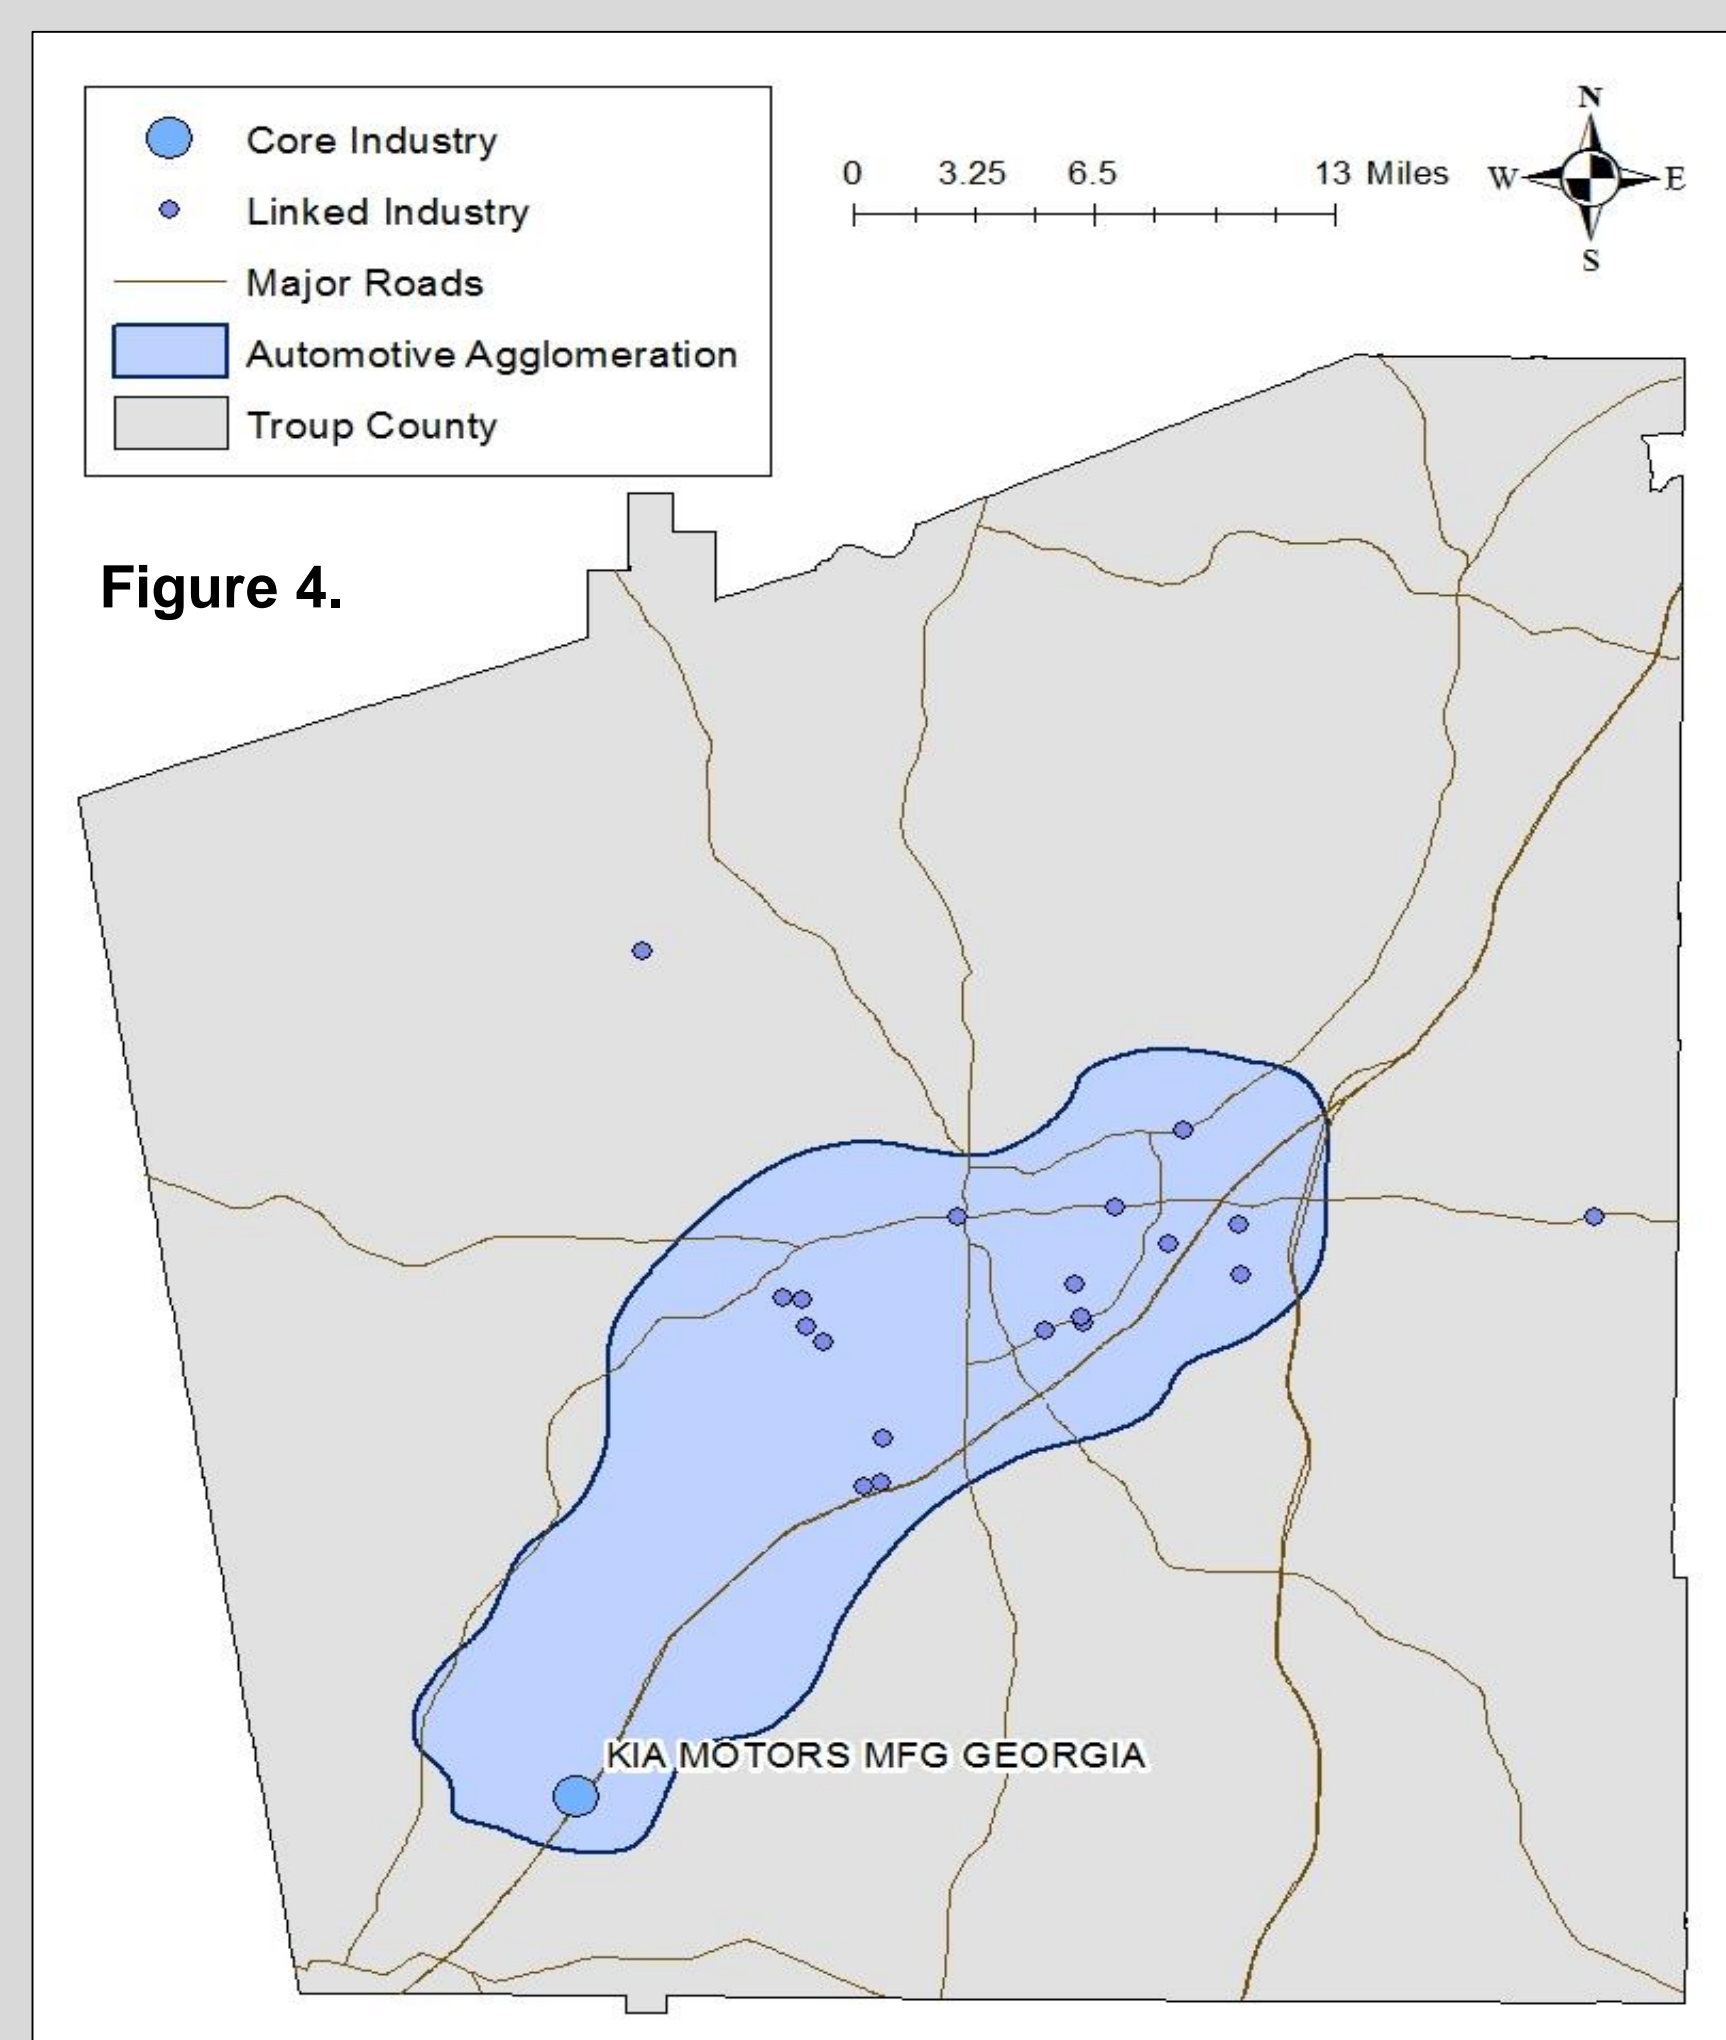 Core Industry
Linked Industry
Major Roads
Automotive Agglomeration
Troup County
0 3.25 6.5 13 Miles
N
W E
S
Figure 4.
KIA MOTORS MFG GEORGIA